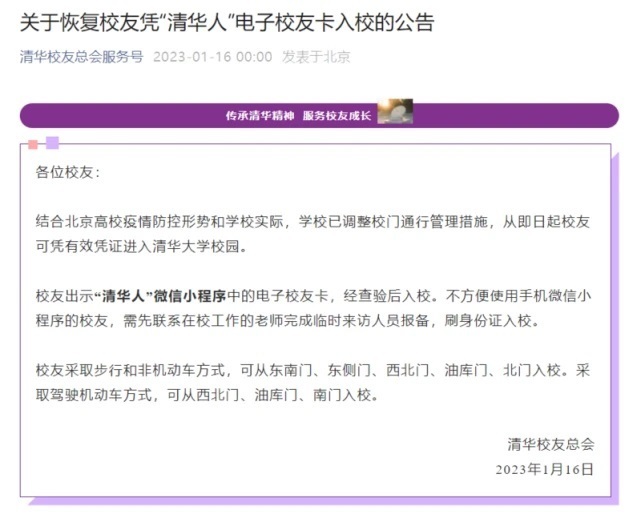 关于恢复校友凭“清华人”电子校友卡入校的公告
清华校友总会服务号 2023-01-16 00:00 发表于北京
传承清华精神 服务校友成长
各位校友：
结合北京高校疫情防控形势和学校实际，学校已调整校门通行管理措施，从即日起校友
可凭有效凭证进入清华大学校园。
校友出示“清华人”微信小程序中的电子校友卡，经查验后入校。不方便使用手机微信小
程序的校友，需先联系在校工作的老师完成临时来访人员报备，刷身份证入校。
校友采取步行和非机动车方式，可从东南门、东侧门、西北门、油库门、北门入校。采
取驾驶机动车方式，可从西北门、油库门、南门入校。
清华校友总会
2023年1月16日